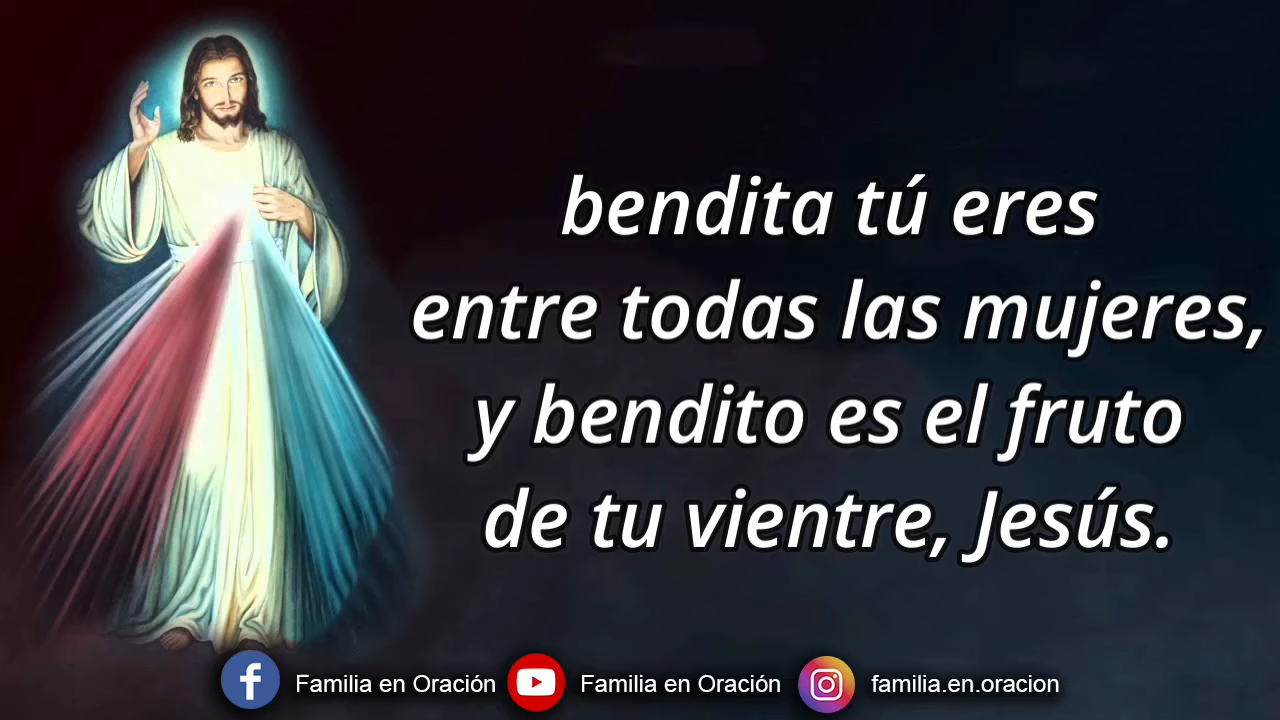 bendita tú eres
entre todas las mujeres,
y bendito es el fruto
de tu vientre, Jesús.
Familia en Oración
Familia en Oración
familia.en.oracion